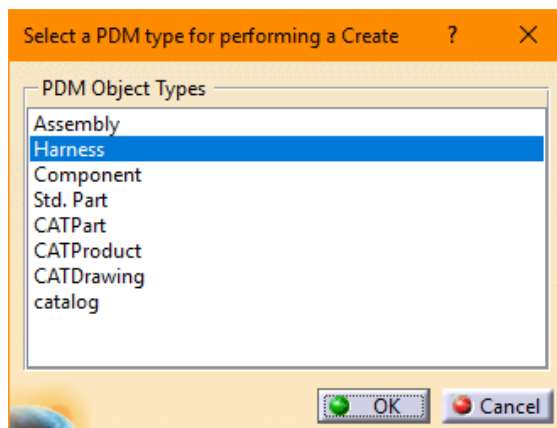 Select a PDM type for performing a Create ?
PDM Object Types
Assembly
Harness
Component
Std. Part
CATPart
CATProduct
CATDrawing
catalog
OK Cancel